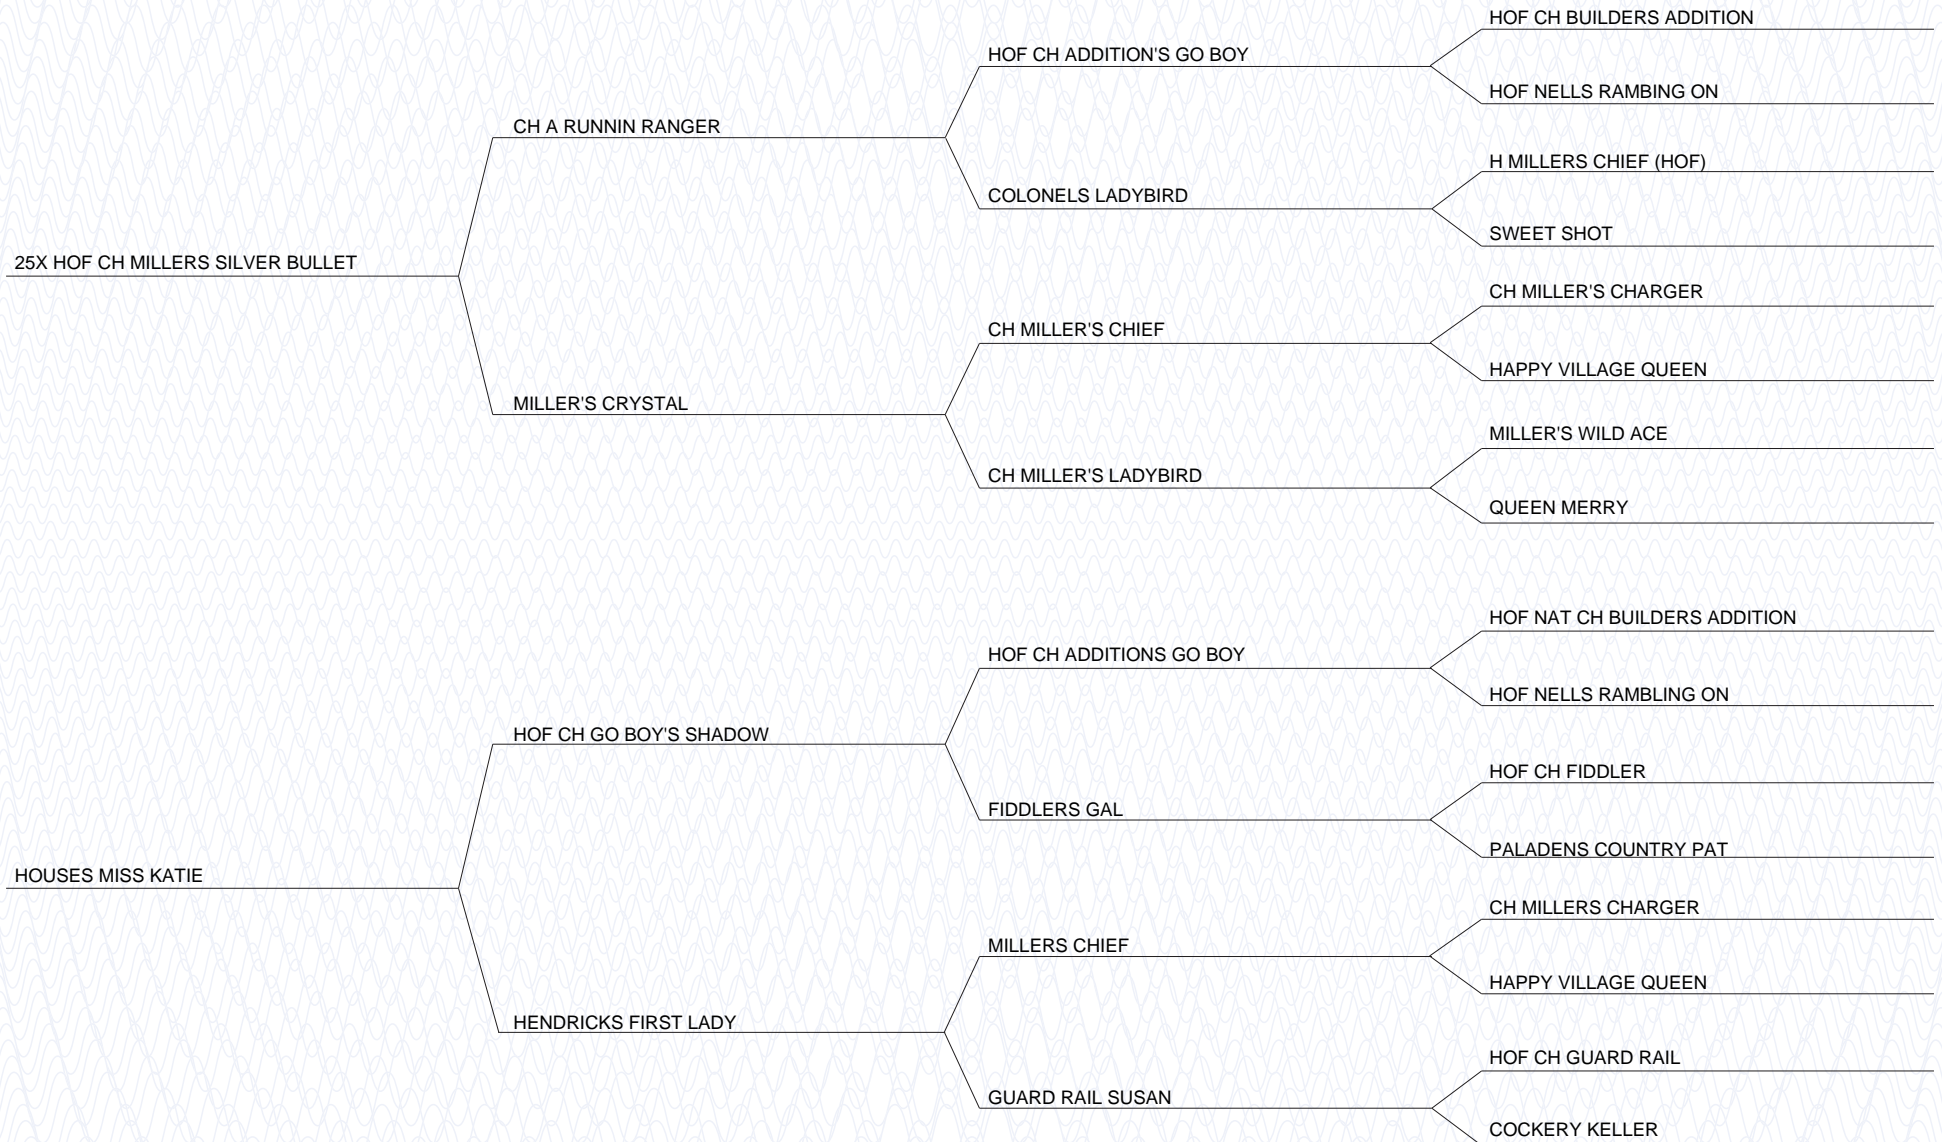 HOF CH BUILDERS ADDITION
HOF CH ADDITION'S GO BOY
HOF NELLS RAMBING ON
CH A RUNNIN RANGER
H MILLERS CHIEF (HOF)
COLONELS LADYBIRD
SWEET SHOT
25X HOF CH MILLERS SILVER BULLET
CH MILLER'S CHARGER
CH MILLER'S CHIEF
HAPPY VILLAGE QUEEN
MILLER'S CRYSTAL
MILLER'S WILD ACE
CH MILLER'S LADYBIRD
QUEEN MERRY
HOF NAT CH BUILDERS ADDITION
HOF CH ADDITIONS GO BOY
HOF NELLS RAMBLING ON
HOF CH GO BOY'S SHADOW
HOF CH FIDDLER
FIDDLERS GAL
PALADENS COUNTRY PAT
HOUSES MISS KATIE
CH MILLERS CHARGER
MILLERS CHIEF
HAPPY VILLAGE QUEEN
HENDRICKS FIRST LADY
HOF CH GUARD RAIL
GUARD RAIL SUSAN
COCKERY KELLER